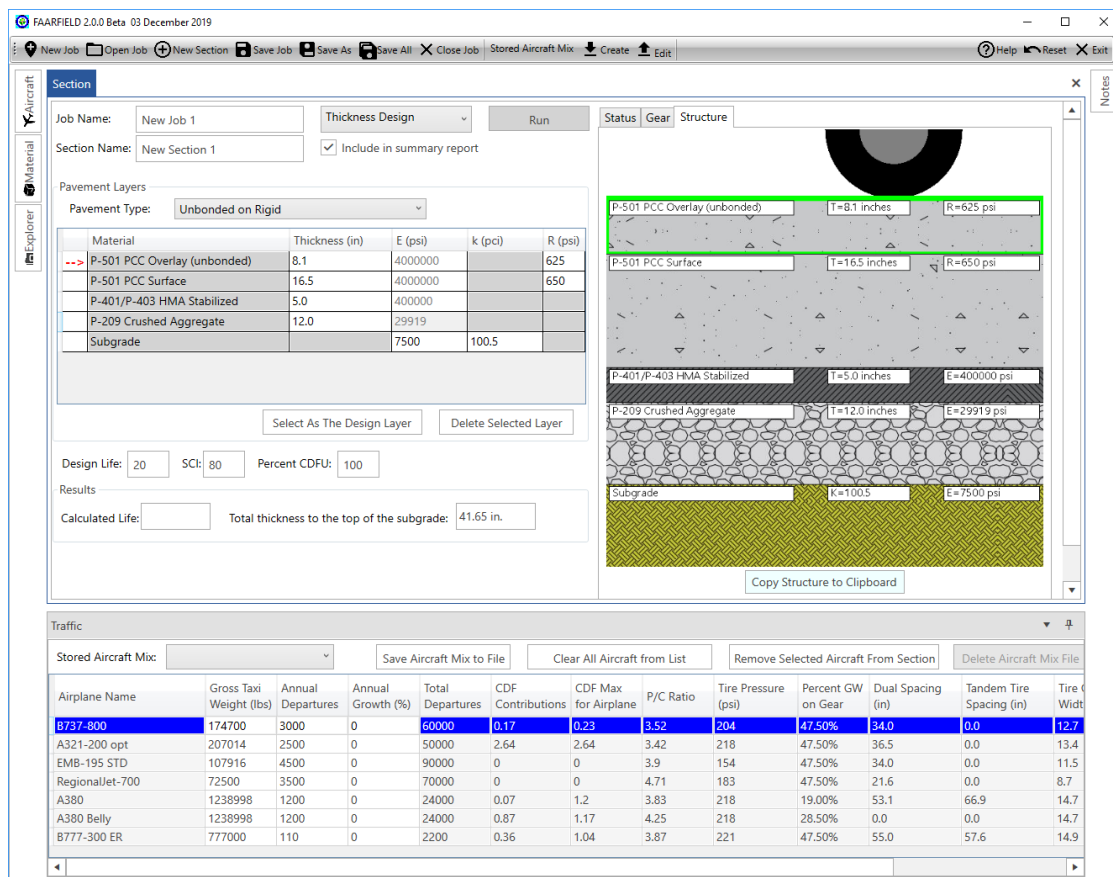 FAARFIELD 2.0.0 Beta 03 December 2019
New Job Open Job New Section Save Job Save As Save All Close Job Stored Aircraft Mix Create Edit Help Reset Exit
Aircraft
Material
Explorer
Notes
Section
Job Name: New Job 1 Thickness Design Run
Section Name: New Section 1 Include in summary report
Pavement Layers
Pavement Type: Unbonded on Rigid
Material Thickness (in) E (psi) k (pci) R (psi)
--> P-501 PCC Overlay (unbonded) 8.1 4000000 625
P-501 PCC Surface 16.5 4000000 650
P-401/P-403 HMA Stabilized 5.0 400000
P-209 Crushed Aggregate 12.0 29919
Subgrade 7500 100.5
Select As The Design Layer Delete Selected Layer
Design Life: 20 SCI: 80 Percent CDFU: 100
Results
Calculated Life: Total thickness to the top of the subgrade: 41.65 in.
Status Gear Structure
P-501 PCC Overlay (unbonded) T=8.1 inches R=625 psi
P-501 PCC Surface T=16.5 inches R=650 psi
P-401/P-403 HMA Stabilized T=5.0 inches E=400000 psi
P-209 Crushed Aggregate T=12.0 inches E=29919 psi
Subgrade K=100.5 E=7500 psi
Copy Structure to Clipboard
Traffic
Stored Aircraft Mix: Save Aircraft Mix to File Clear All Aircraft from List Remove Selected Aircraft From Section Delete Aircraft Mix File
Airplane Name Gross Taxi Weight (lbs) Annual Departures Annual Growth (%) Total Departures CDF Contributions CDF Max for Airplane P/C Ratio Tire Pressure (psi) Percent GW on Gear Dual Spacing (in) Tandem Tire Spacing (in) Tire
B737-800 174700 3000 0 60000 0.17 0.23 3.52 204 47.50% 34.0 0.0 12.7
A321-200 opt 207014 2500 0 50000 2.64 2.64 3.42 218 47.50% 36.5 0.0 13.4
EMB-195 STD 107916 4500 0 90000 0 0 3.9 154 47.50% 34.0 0.0 11.5
RegionalJet-700 72500 3500 0 70000 0 0 4.71 183 47.50% 21.6 0.0 8.7
A380 1238998 1200 0 24000 0.07 1.2 3.83 218 19.00% 53.1 66.9 14.7
A380 Belly 1238998 1200 0 24000 0.87 1.17 4.25 218 28.50% 0.0 0.0 14.7
B777-300 ER 777000 110 0 2200 0.36 1.04 3.87 221 47.50% 55.0 57.6 14.9